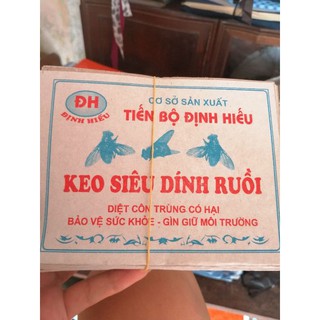 ĐH
ĐỊNH HIẾU
CƠ SỞ SẢN XUẤT
TIẾN BỘ ĐỊNH HIẾU
KEO SIÊU DÍNH RUỒI
DIỆT CÔN TRÙNG CÓ HẠI
BẢO VỆ SỨC KHỎE - GÌN GIỮ MÔI TRƯỜNG